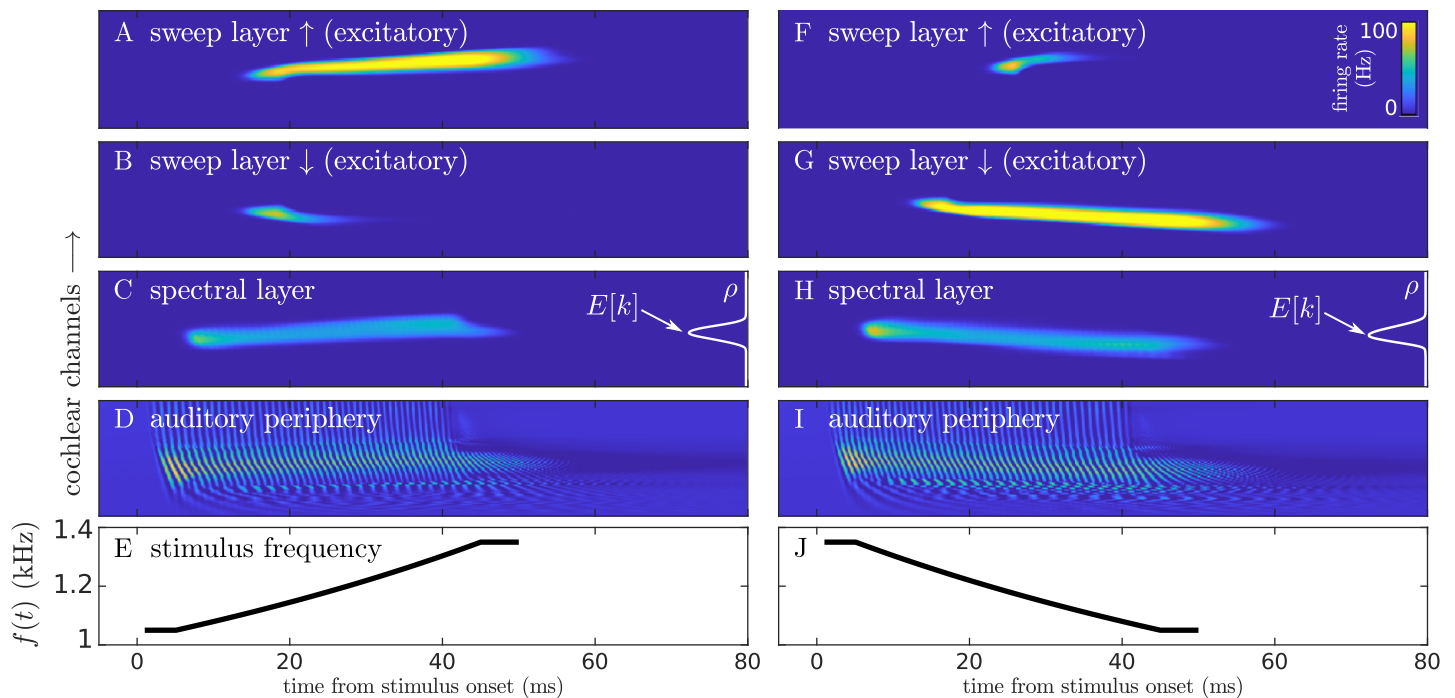 A sweep layer ↑ (excitatory)
F sweep layer ↑ (excitatory)
firing rate
(Hz)
100
0
B sweep layer ↓ (excitatory)
G sweep layer ↓ (excitatory)
cochlear channels ⟶
C spectral layer
E[k]
ρ
H spectral layer
E[k]
ρ
D auditory periphery
I auditory periphery
f(t) (kHz)
1.4
1.2
1
E stimulus frequency
J
0 20 40 60 80
0 20 40 60 80
time from stimulus onset (ms)
time from stimulus onset (ms)